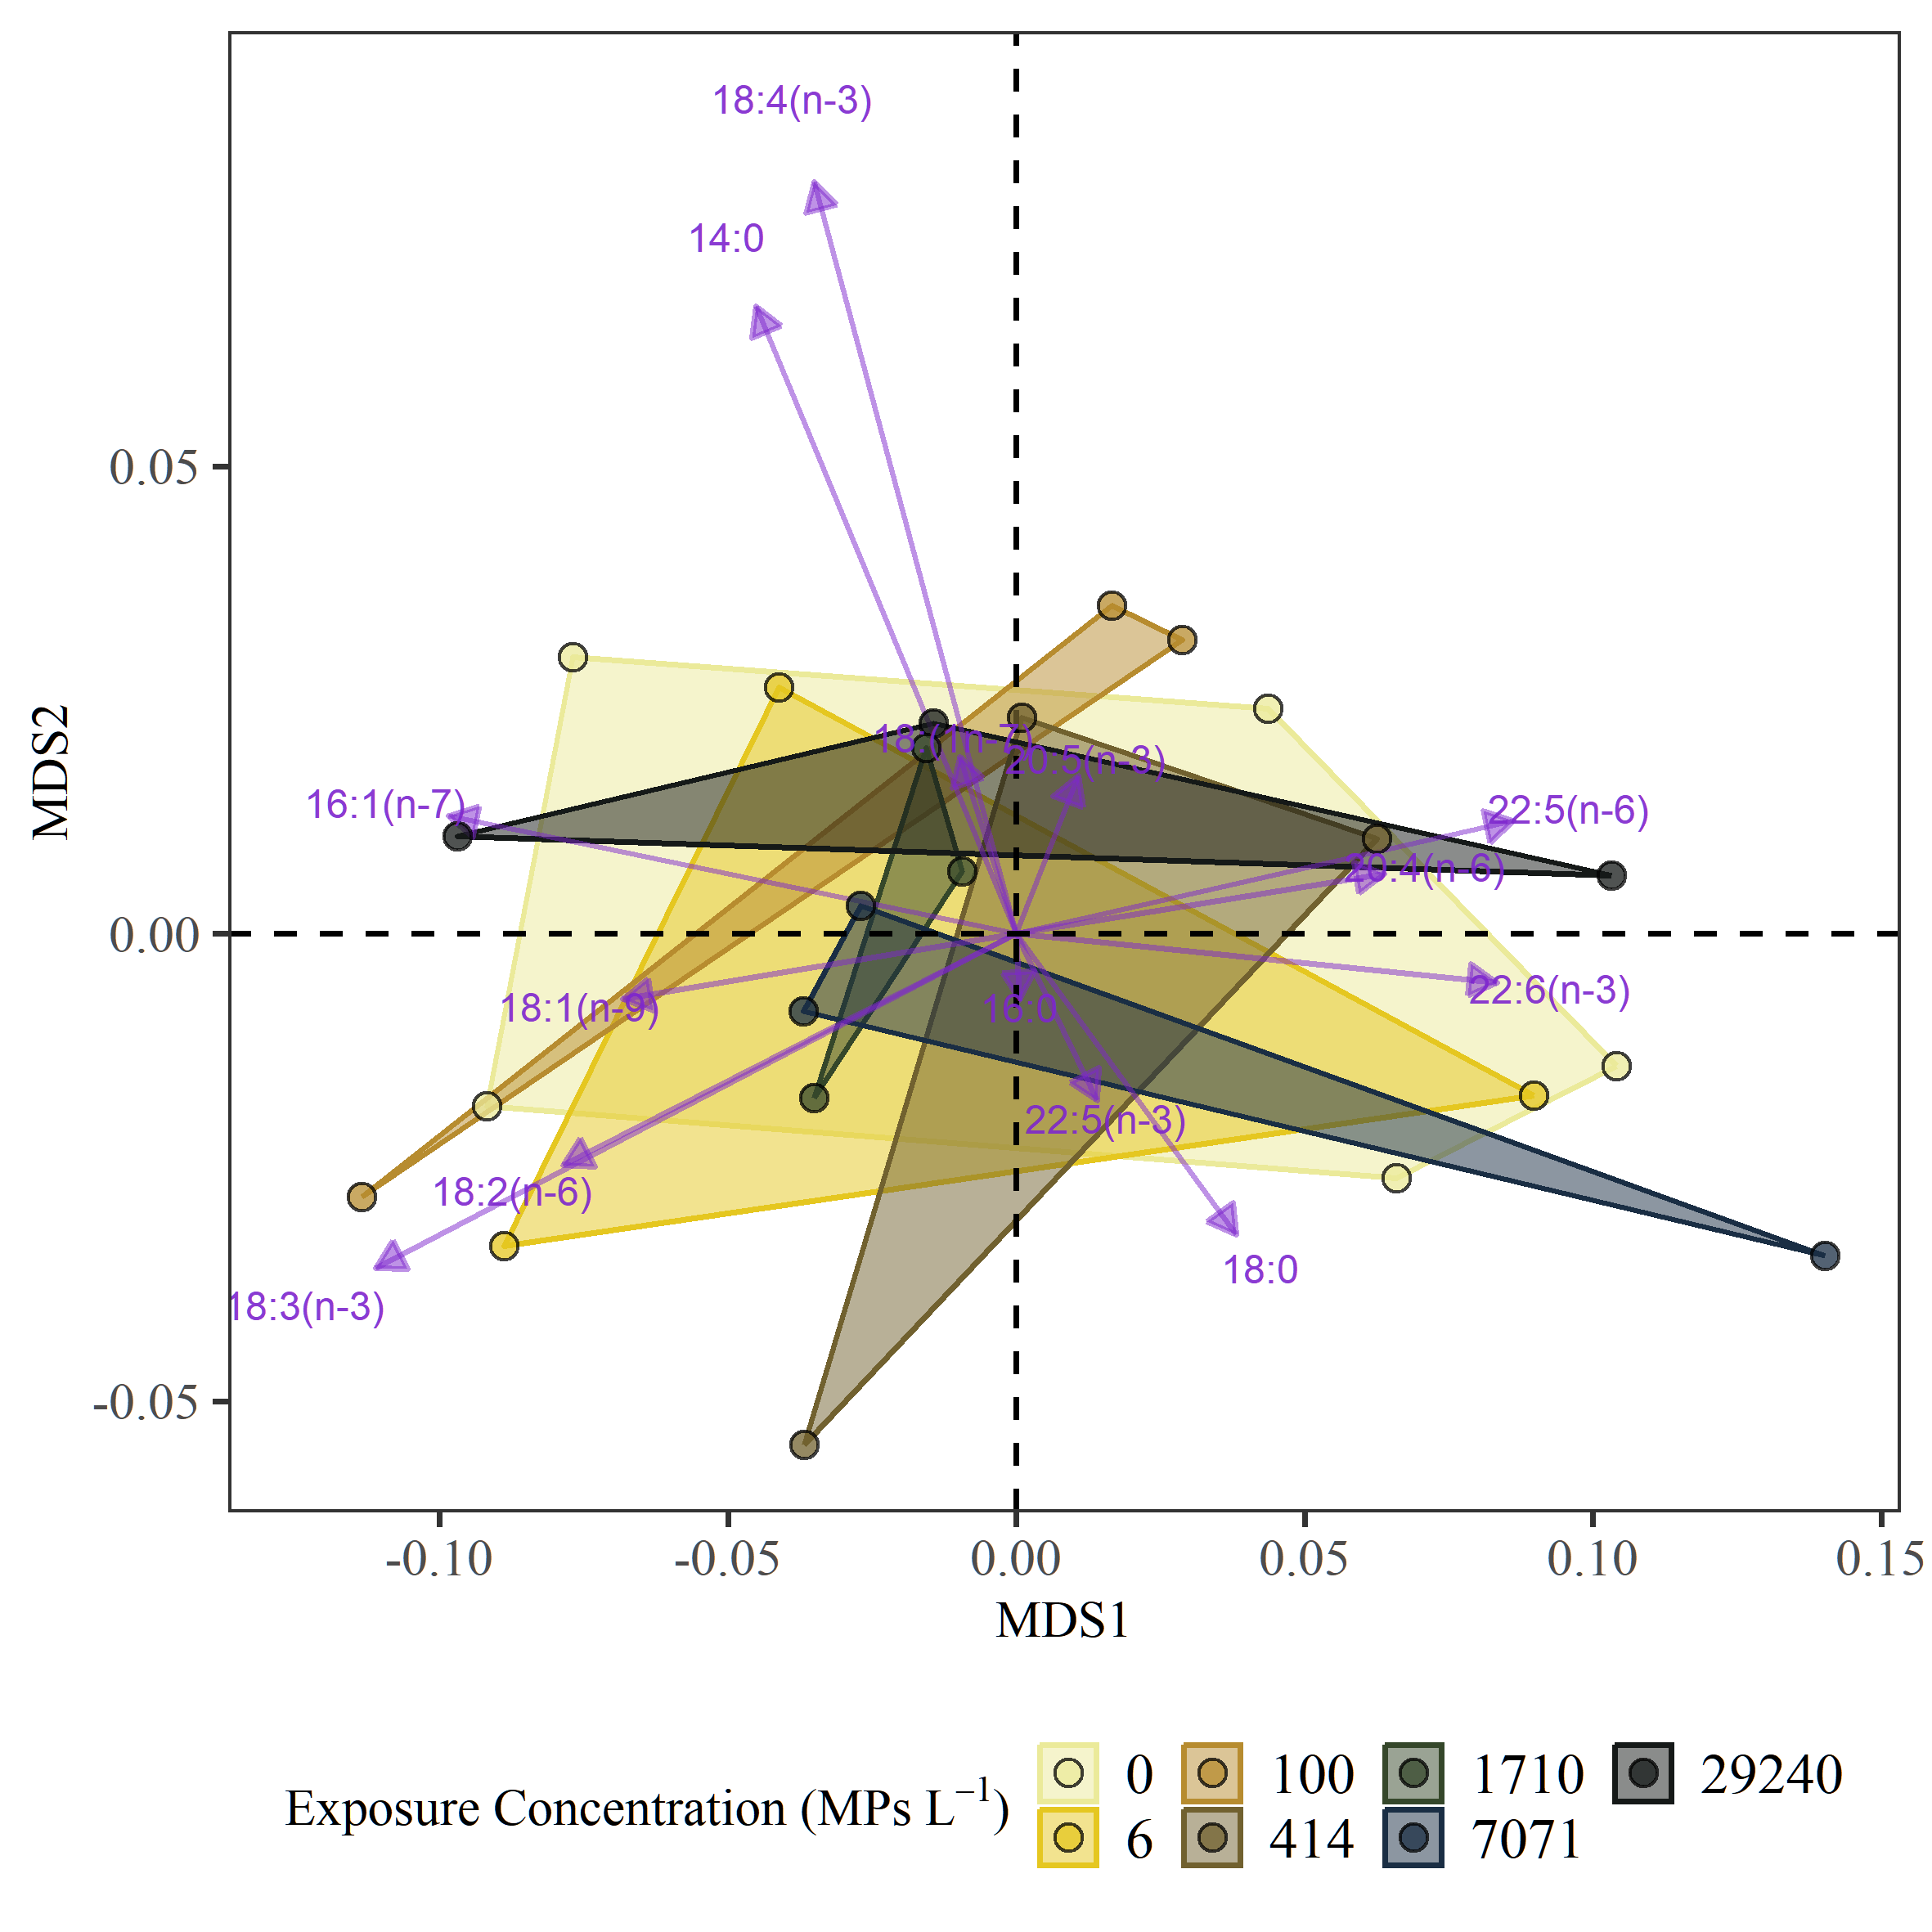 18:4(n-3)
14:0
0.05
MDS2
18:(1n-7)
20:5(n-3)
16:1(n-7)
22:5(n-6)
20:4(n-6)
0.00
22:6(n-3)
18:1(n-9)
16:0
22:5(n-3)
18:2(n-6)
18:0
18:3(n-3)
-0.05
-0.10 -0.05 0.00 0.05 0.10 0.15
MDS1
Exposure Concentration (MPs L⁻¹)
0 100 1710 29240
6 414 7071